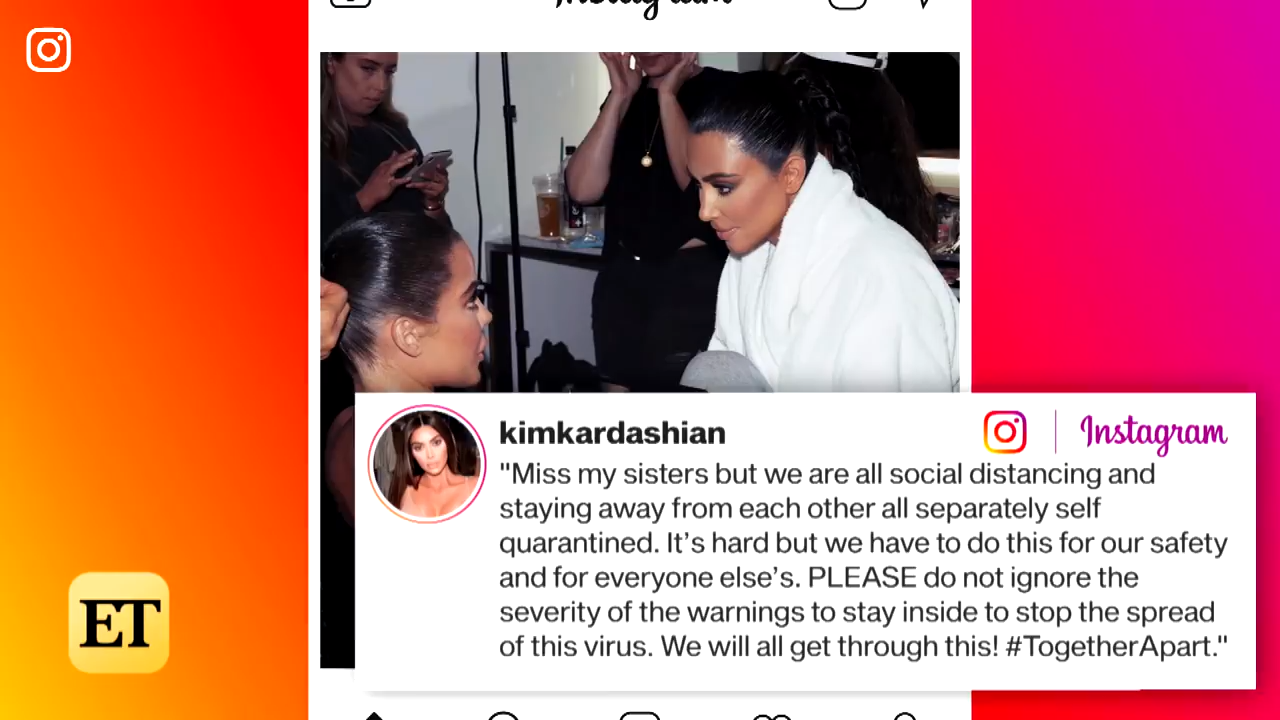 Instagram
kimkardashian
Instagram
"Miss my sisters but we are all social distancing and
staying away from each other all separately self
quarantined. It's hard but we have to do this for our safety
and for everyone else's. PLEASE do not ignore the
severity of the warnings to stay inside to stop the spread
of this virus. We will all get through this! #TogetherApart."
ET